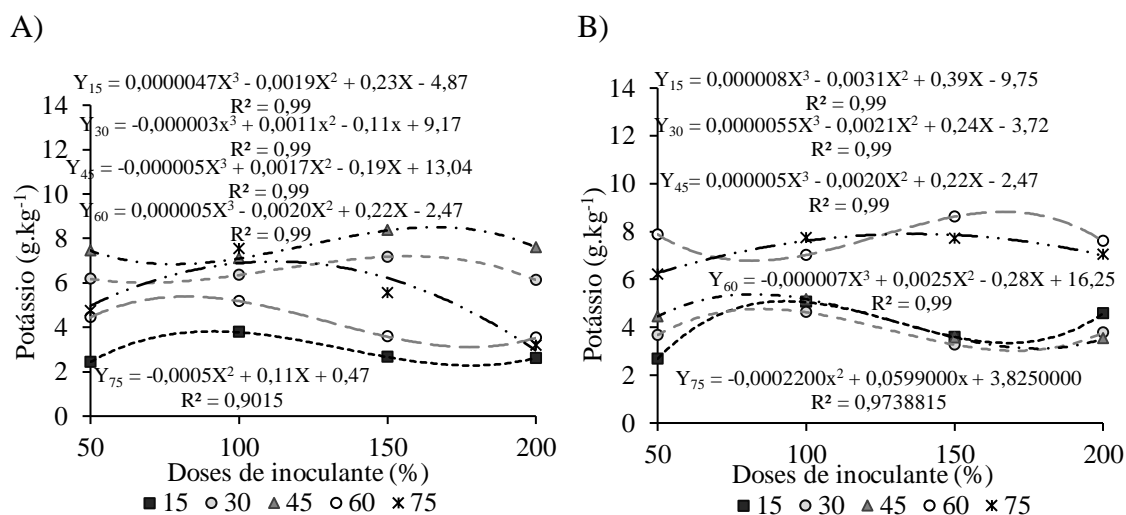 A)
Y15 = 0,0000047X³ - 0,0019X² + 0,23X - 4,87
R² = 0,99
Y30 = -0,000003x³ + 0,0011x² - 0,11x + 9,17
R² = 0,99
Y45 = -0,000005X³ + 0,0017X² - 0,19X + 13,04
R² = 0,99
Y60 = 0,000005X³ - 0,0020X² + 0,22X - 2,47
R² = 0,99
Y75 = -0,0005X² + 0,11X + 0,47
R² = 0,9015
Potássio (g.kg⁻¹)
14
12
10
8
6
4
2
0
50 100 150 200
Doses de inoculante (%)
15 30 45 60 75
B)
Y15 = 0,000008X³ - 0,0031X² + 0,39X - 9,75
R² = 0,99
Y30 = 0,0000055X³ - 0,0021X² + 0,24X - 3,72
R² = 0,99
Y45= 0,000005X³ - 0,0020X² + 0,22X - 2,47
R² = 0,99
Y60 = -0,000007X³ + 0,0025X² - 0,28X + 16,25
R² = 0,99
Y75 = -0,0002200x² + 0,0599000x + 3,8250000
R² = 0,9738815
Potássio (g.kg⁻¹)
14
12
10
8
6
4
2
0
50 100 150 200
Doses de inoculante (%)
15 30 45 60 75